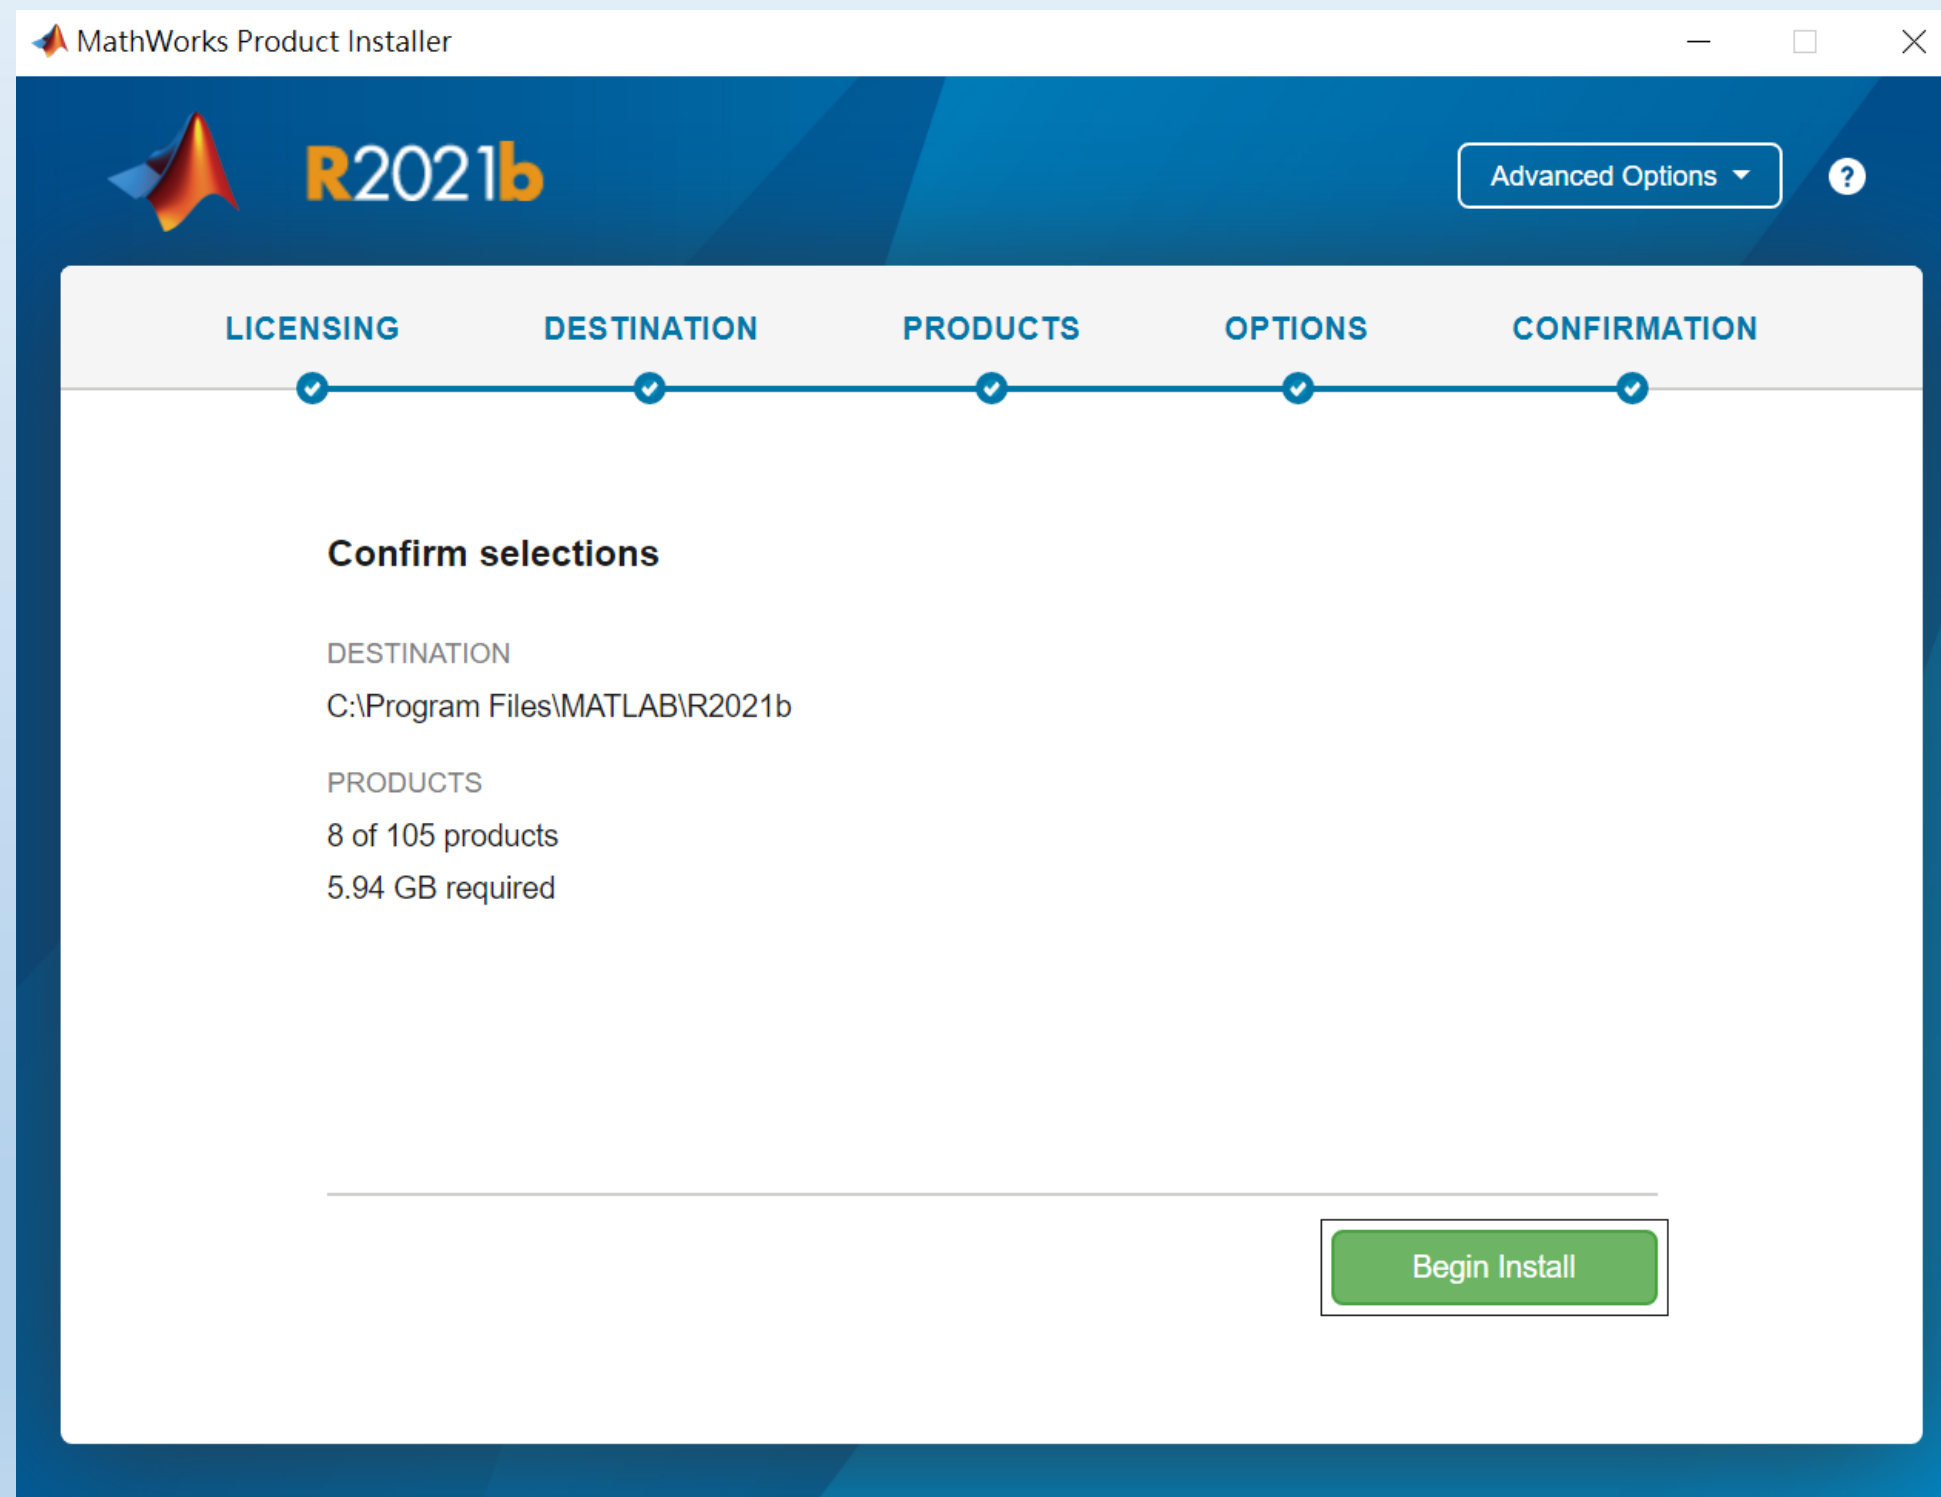 MathWorks Product Installer
R2021b
Advanced Options
?
LICENSING DESTINATION PRODUCTS OPTIONS CONFIRMATION
Confirm selections
DESTINATION
C:\Program Files\MATLAB\R2021b
PRODUCTS
8 of 105 products
5.94 GB required
Begin Install